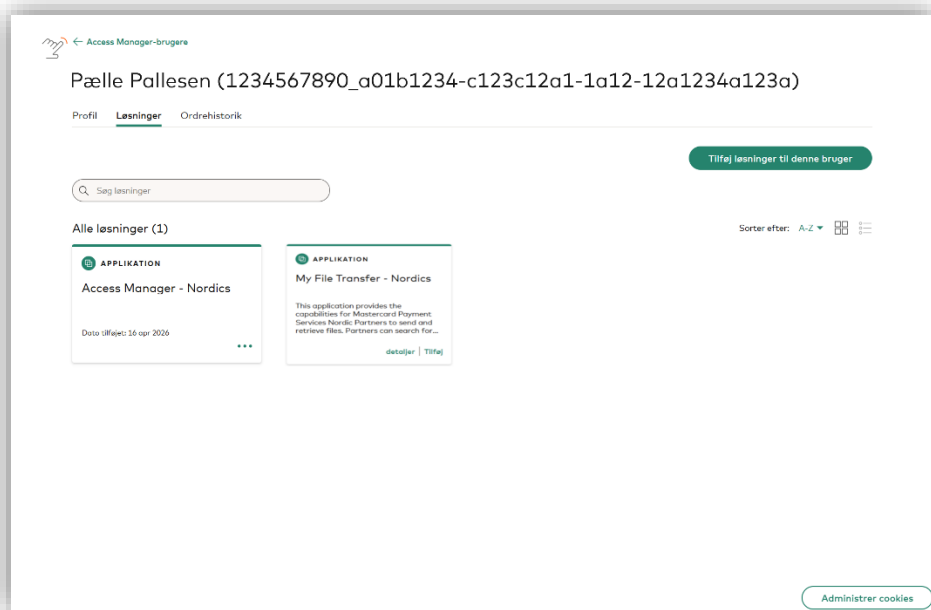 ← Access Manager-brugere
Pælle Pallesen (1234567890_a01b1234-c123c12a1-1a12-12a1234a123a)
Profil Løsninger Ordrehistorik
Tilføj løsninger til denne bruger
Søg løsninger
Alle løsninger (1)
Sorter efter: A-Z
APPLIKATION
Access Manager - Nordics
Dato tilføjet: 16 apr 2026
APPLIKATION
My File Transfer - Nordics
This application provides the
capabilities for Mastercard Payment
Services Nordic Partners to send and
retrieve files. Partners can search for...
detaljer | Tilføj
Administrer cookies